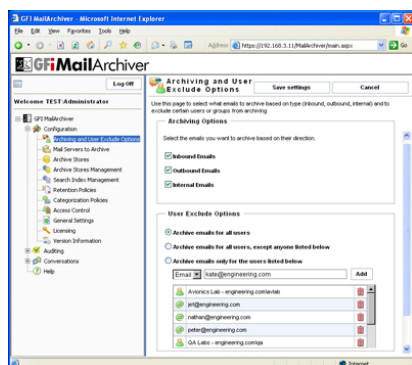 GFI MailArchiver - Microsoft Internet Explorer
File Edit View Favorites Tools Help
Address https://192.168.3.11/MailArchiver/main.aspx Go
GFiMailArchiver
Log Off
Welcome TEST\Administrator
GFI MailArchiver
Configuration
Archiving and User Exclude Options
Mail Servers to Archive
Archive Stores
Archive Stores Management
Search Index Management
Retention Policies
Categorization Policies
Access Control
General Settings
Licensing
Version Information
Auditing
Conversations
Help
Archiving and User Exclude Options
Save settings
Cancel
Use this page to select what emails to archive based on type (inbound, outbound, internal) and to
exclude certain users or groups from archiving
Archiving Options
Select the emails you want to archive based on their direction.
Inbound Emails
Outbound Emails
Internal Emails
User Exclude Options
Archive emails for all users
Archive emails for all users, except anyone listed below
Archive emails only for the users listed below
Email kate@engineering.com Add
Avionics Lab - engineering.com\avlab
jef@engineering.com
nathan@engineering.com
peter@engineering.com
QA Labs - engineering.com\qa
Internet